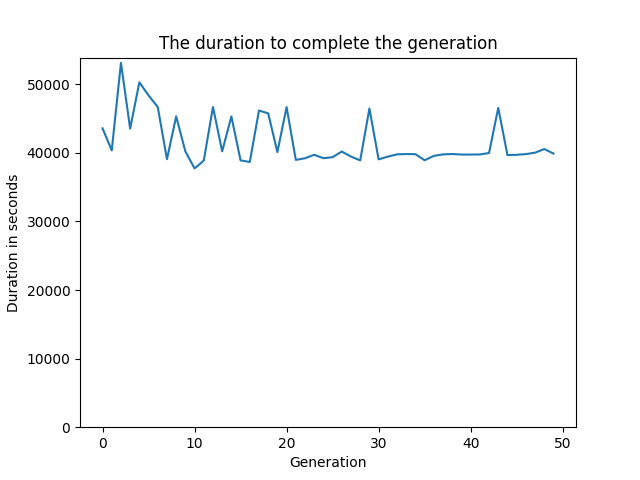 The duration to complete the generation
50000
40000
30000
20000
10000
0
Duration in seconds
0 10 20 30 40 50
Generation